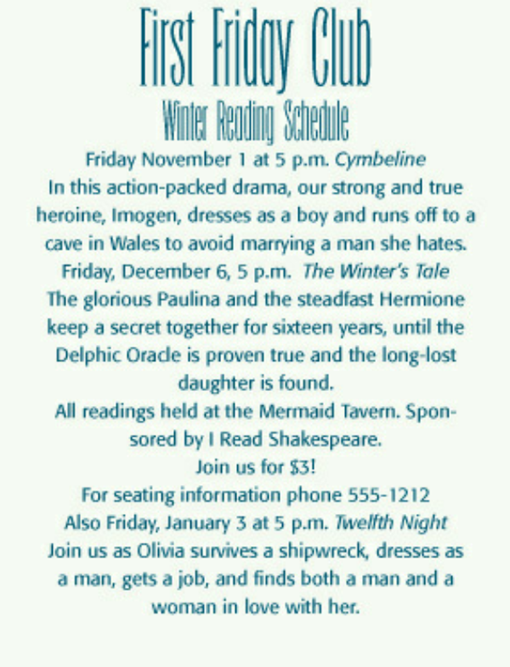 First Friday Club
Winter Reading Schedule
Friday November 1 at 5 p.m. Cymbeline
In this action-packed drama, our strong and true
heroine, Imogen, dresses as a boy and runs off to a
cave in Wales to avoid marrying a man she hates.
Friday, December 6, 5 p.m. The Winter's Tale
The glorious Paulina and the steadfast Hermione
keep a secret together for sixteen years, until the
Delphic Oracle is proven true and the long-lost
daughter is found.
All readings held at the Mermaid Tavern. Spon-
sored by I Read Shakespeare.
Join us for $3!
For seating information phone 555-1212
Also Friday, January 3 at 5 p.m. Twelfth Night
Join us as Olivia survives a shipwreck, dresses as
a man, gets a job, and finds both a man and a
woman in love with her.